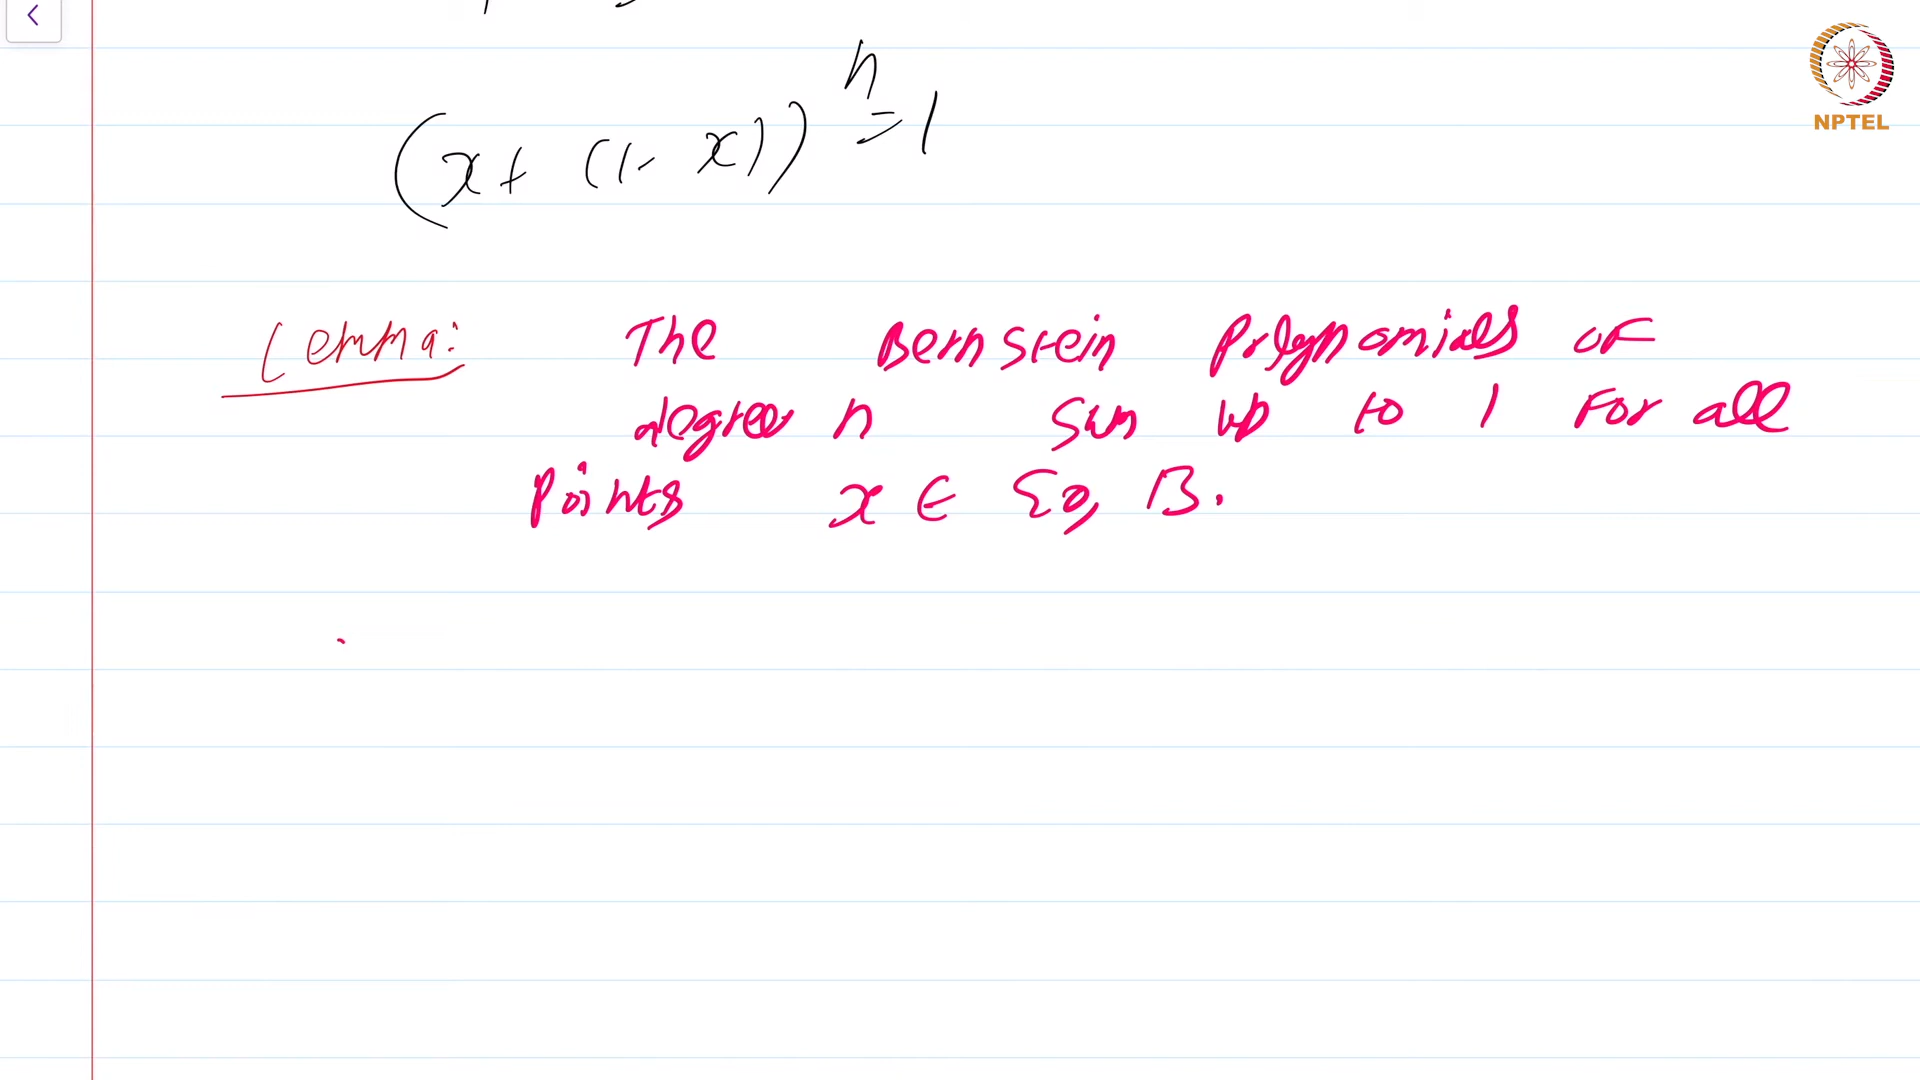 (x + (1 - x))^n = 1
NPTEL
Lemma: The Bernstein Polynomials of
degree n sum up to 1 for all
points x ∈ [0, 1].